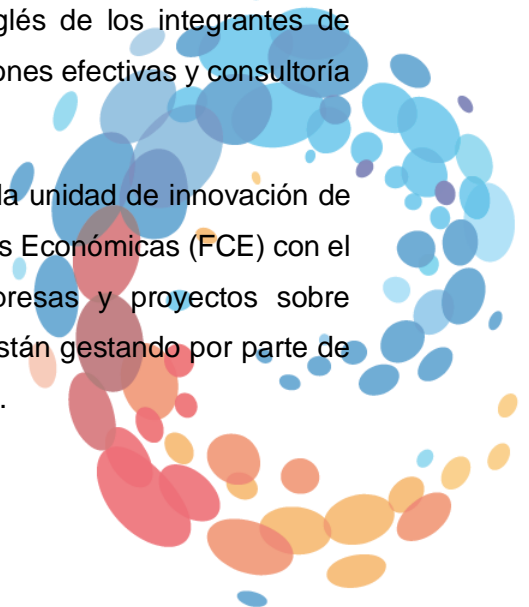 glés de los integrantes de
ones efectivas y consultoría
la unidad de innovación de
s Económicas (FCE) con el
presas y proyectos sobre
stán gestando por parte de
.